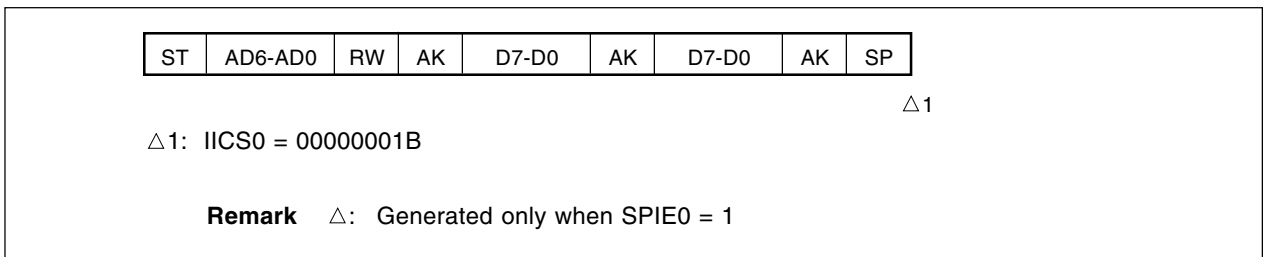 ST AD6-AD0 RW AK D7-D0 AK D7-D0 AK SP
△1
△1: IICS0 = 00000001B
Remark △: Generated only when SPIE0 = 1